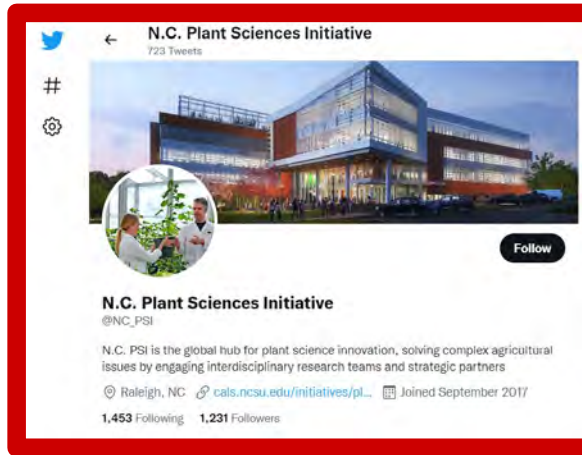 N.C. Plant Sciences Initiative
723 Tweets
Follow
N.C. Plant Sciences Initiative
@NC_PSI
N.C. PSI is the global hub for plant science innovation, solving complex agricultural
issues by engaging interdisciplinary research teams and strategic partners
Raleigh, NC cals.ncsu.edu/initiatives/pl... Joined September 2017
1,453 Following 1,231 Followers